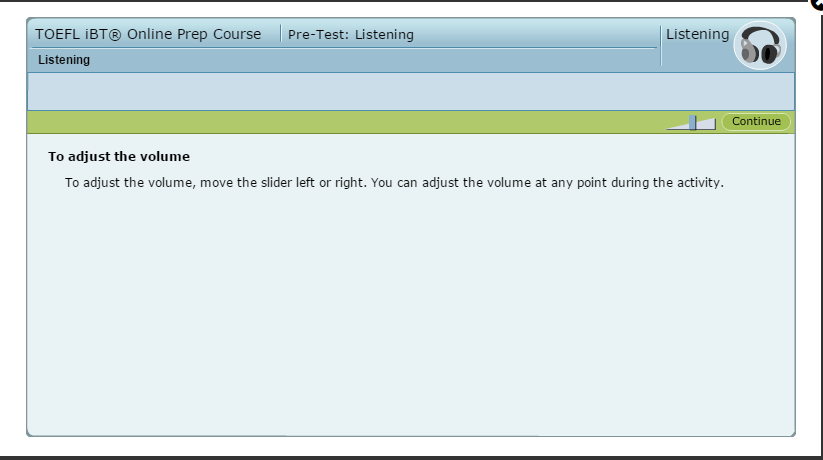 TOEFL iBT® Online Prep Course Pre-Test: Listening Listening
Listening
Continue
To adjust the volume
To adjust the volume, move the slider left or right. You can adjust the volume at any point during the activity.